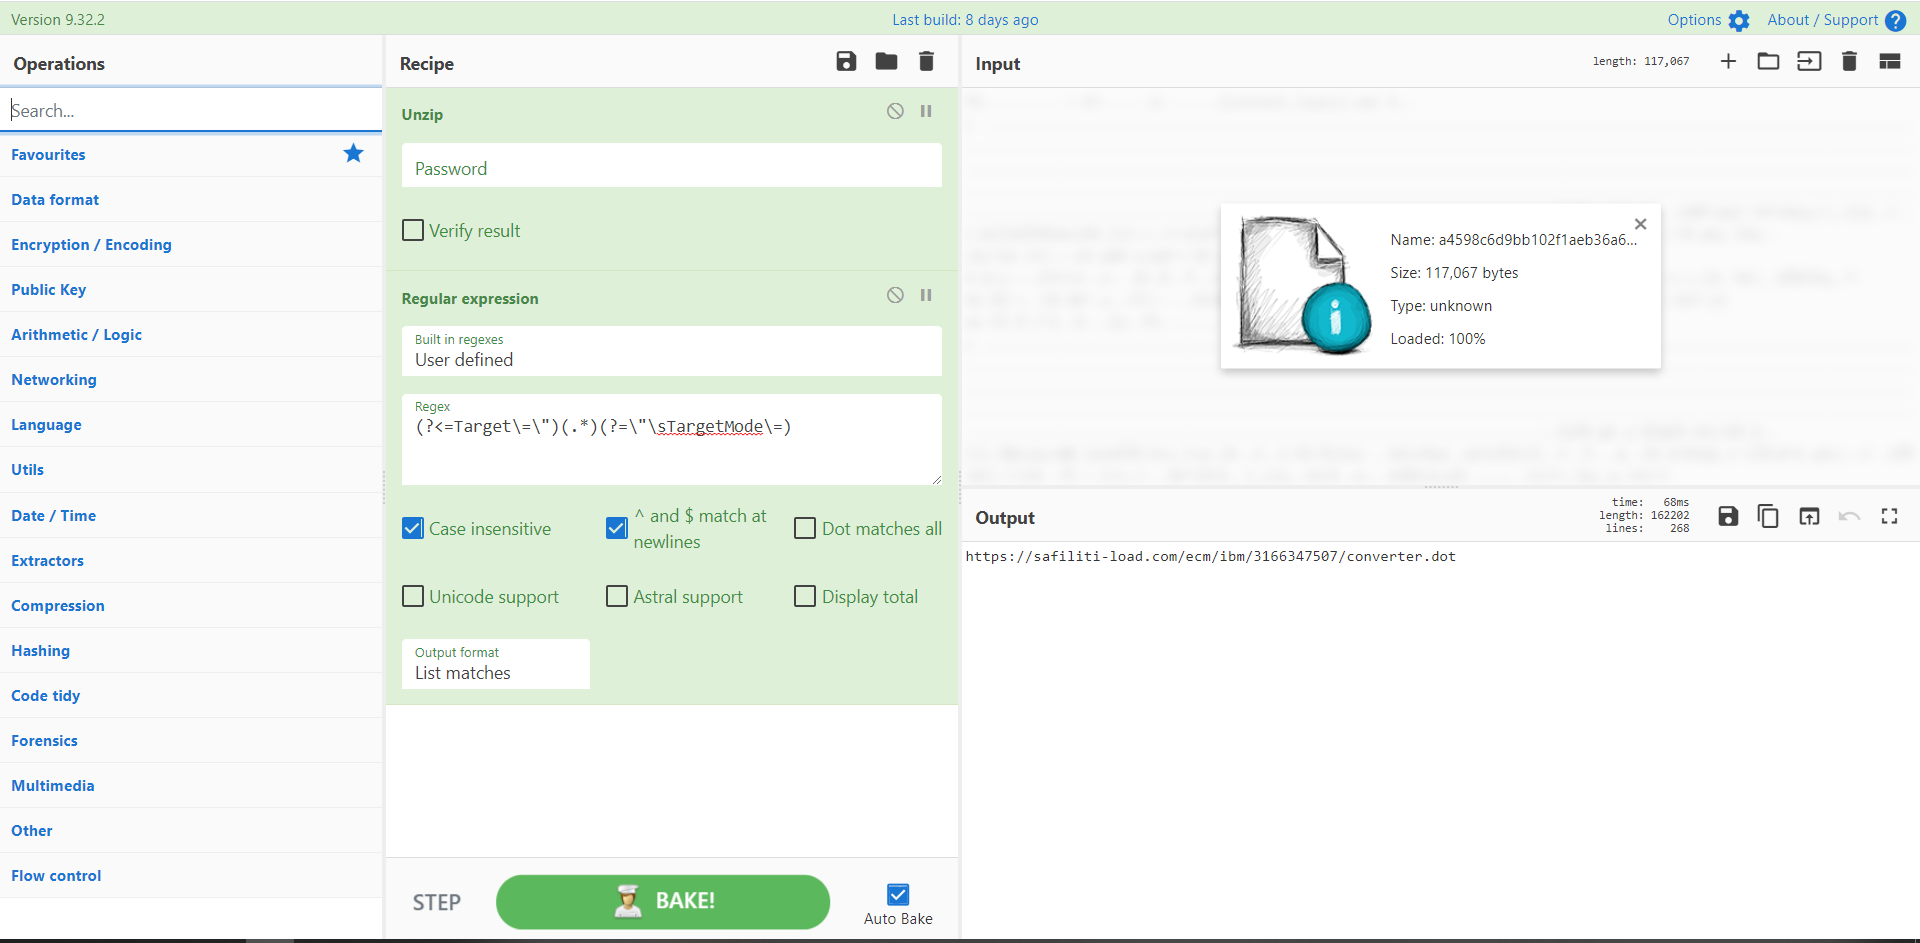 Version 9.32.2
Last build: 8 days ago
Options
About / Support
Operations
Search...
Favourites
Data format
Encryption / Encoding
Public Key
Arithmetic / Logic
Networking
Language
Utils
Date / Time
Extractors
Compression
Hashing
Code tidy
Forensics
Multimedia
Other
Flow control
Recipe
Unzip
Password
Verify result
Regular expression
Built in regexes
User defined
Regex
(?<=Target\=\")(.*)(?=\"\sTargetMode\=)
Case insensitive
^ and $ match at
newlines
Dot matches all
Unicode support
Astral support
Display total
Output format
List matches
STEP
BAKE!
Auto Bake
Input
length: 117,067
Name: a4598c6d9bb102f1aeb36a6...
Size: 117,067 bytes
Type: unknown
Loaded: 100%
Output
time: 68ms
length: 162202
lines: 268
https://safiliti-load.com/ecm/ibm/3166347507/converter.dot